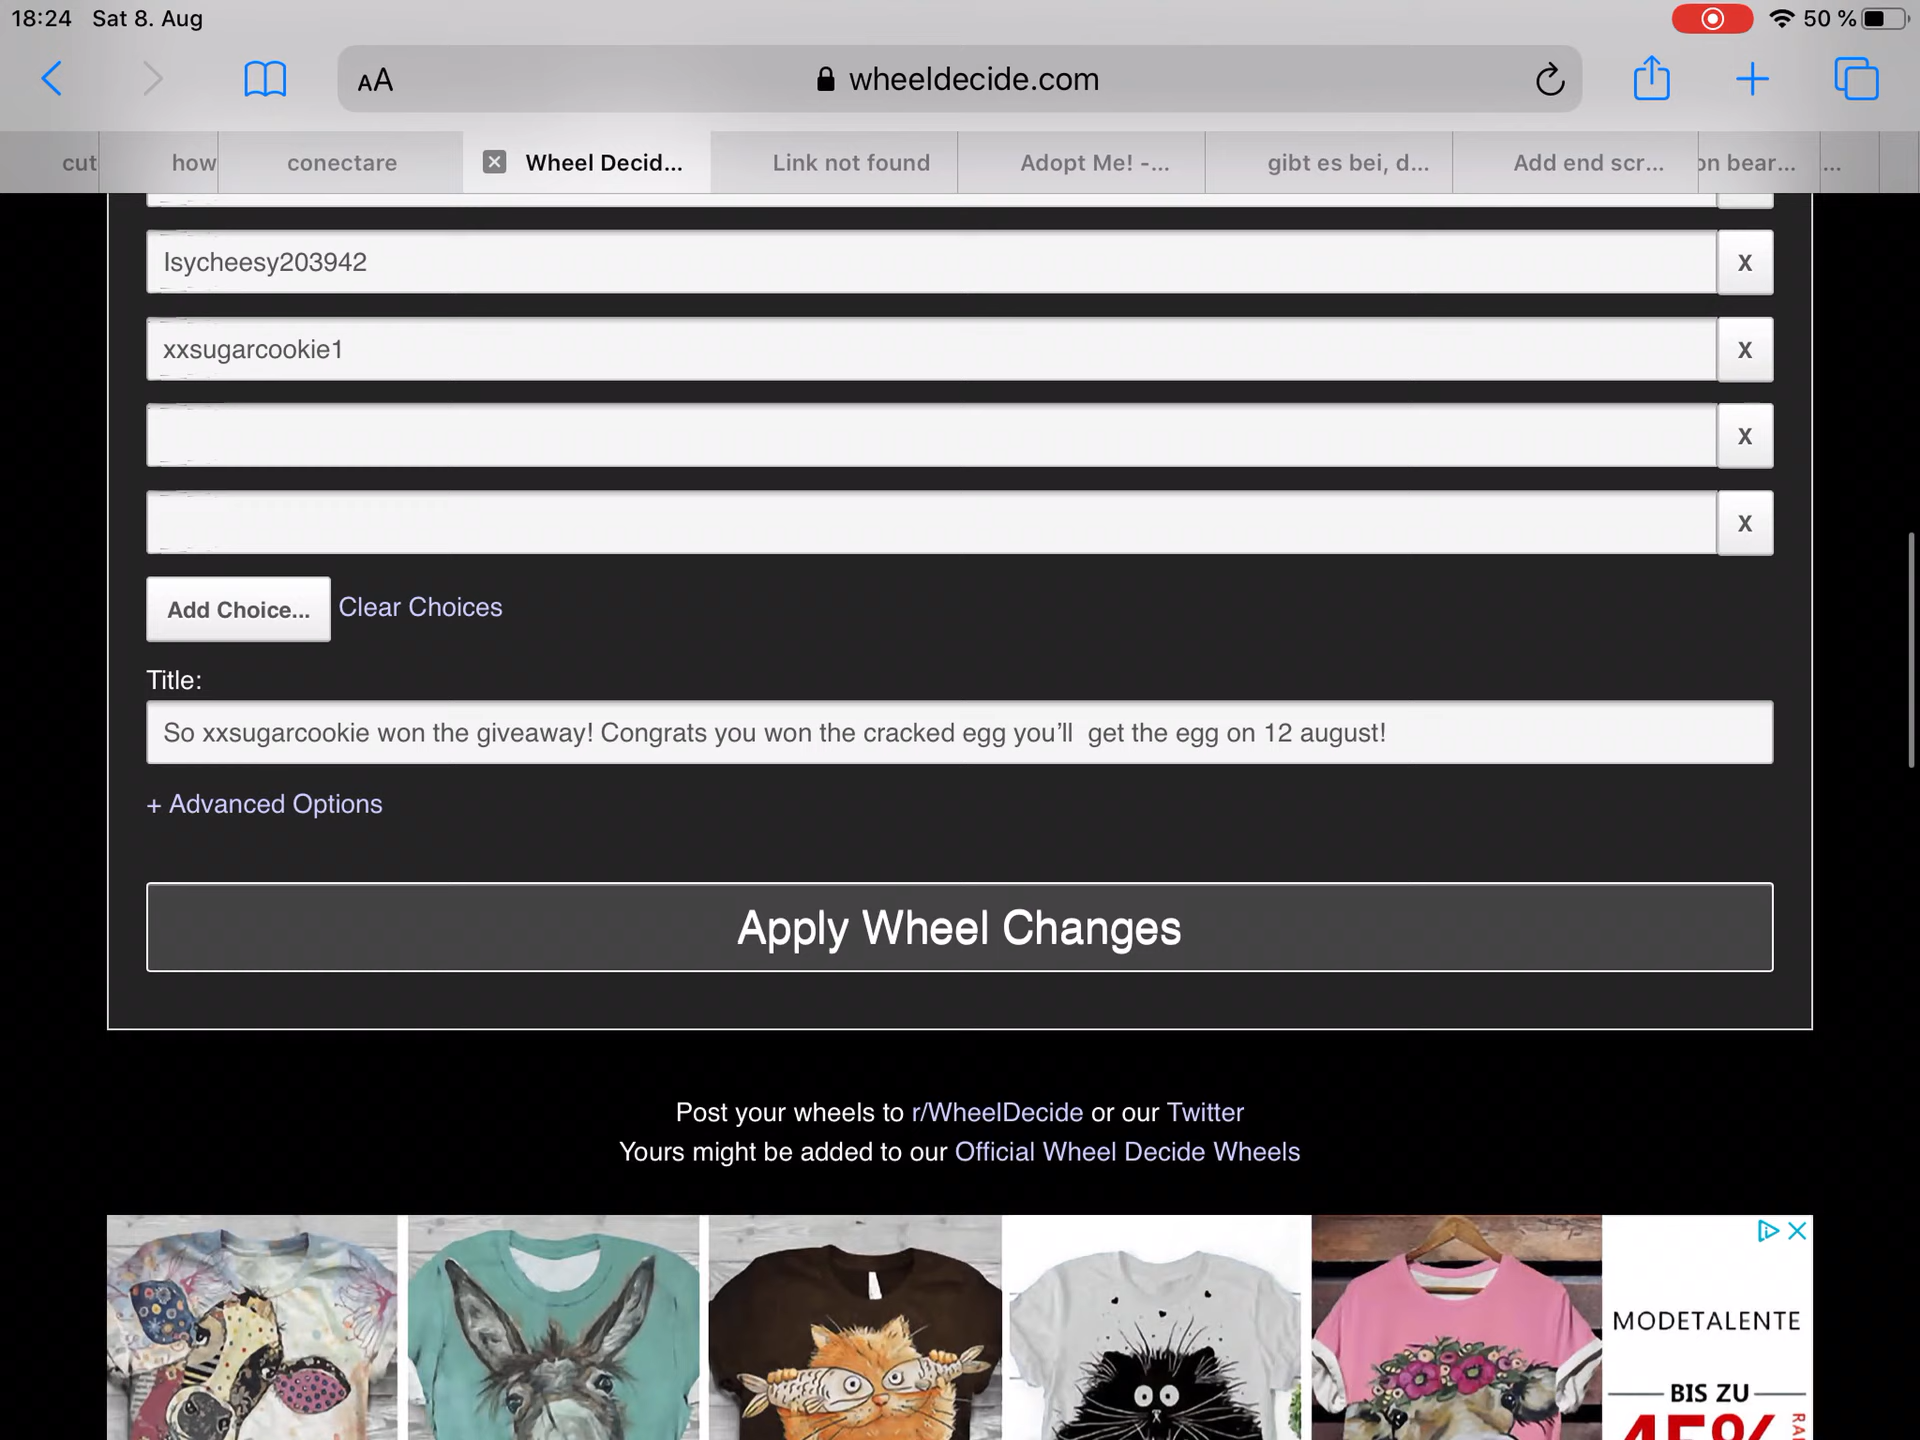 18:24 Sat 8. Aug 50 %
AA wheeldecide.com
cut how conectare Wheel Decid... Link not found Adopt Me! -... gibt es bei, d... Add end scr... on bear... ...
lsycheesy203942 X
xxsugarcookie1 X
X
X
Add Choice... Clear Choices
Title:
So xxsugarcookie won the giveaway! Congrats you won the cracked egg you’ll  get the egg on 12 august!
+ Advanced Options
Apply Wheel Changes
Post your wheels to r/WheelDecide or our Twitter
Yours might be added to our Official Wheel Decide Wheels
MODETALENTE
BIS ZU
45%